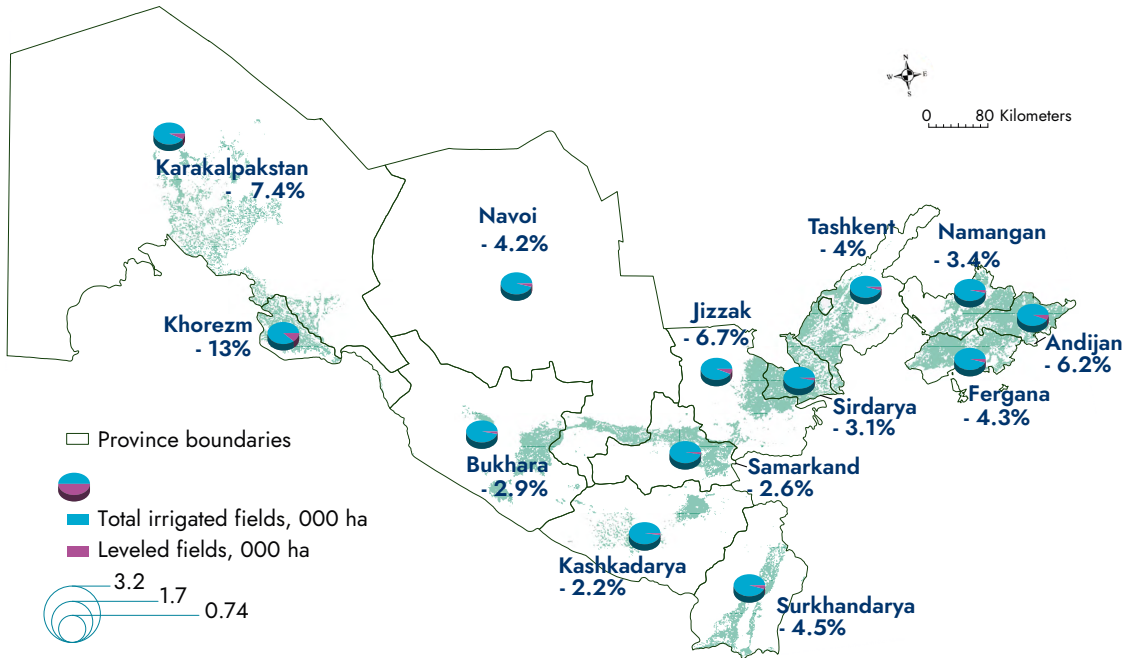 N
W E
S
0 80 Kilometers
Karakalpakstan
- 7.4%
Navoi
- 4.2%
Tashkent
- 4%
Namangan
- 3.4%
Khorezm
- 13%
Jizzak
- 6.7%
Andijan
- 6.2%
Fergana
- 4.3%
Sirdarya
- 3.1%
Bukhara
- 2.9%
Samarkand
- 2.6%
Kashkadarya
- 2.2%
Surkhandarya
- 4.5%
Province boundaries
Total irrigated fields, 000 ha
Leveled fields, 000 ha
3.2
1.7
0.74